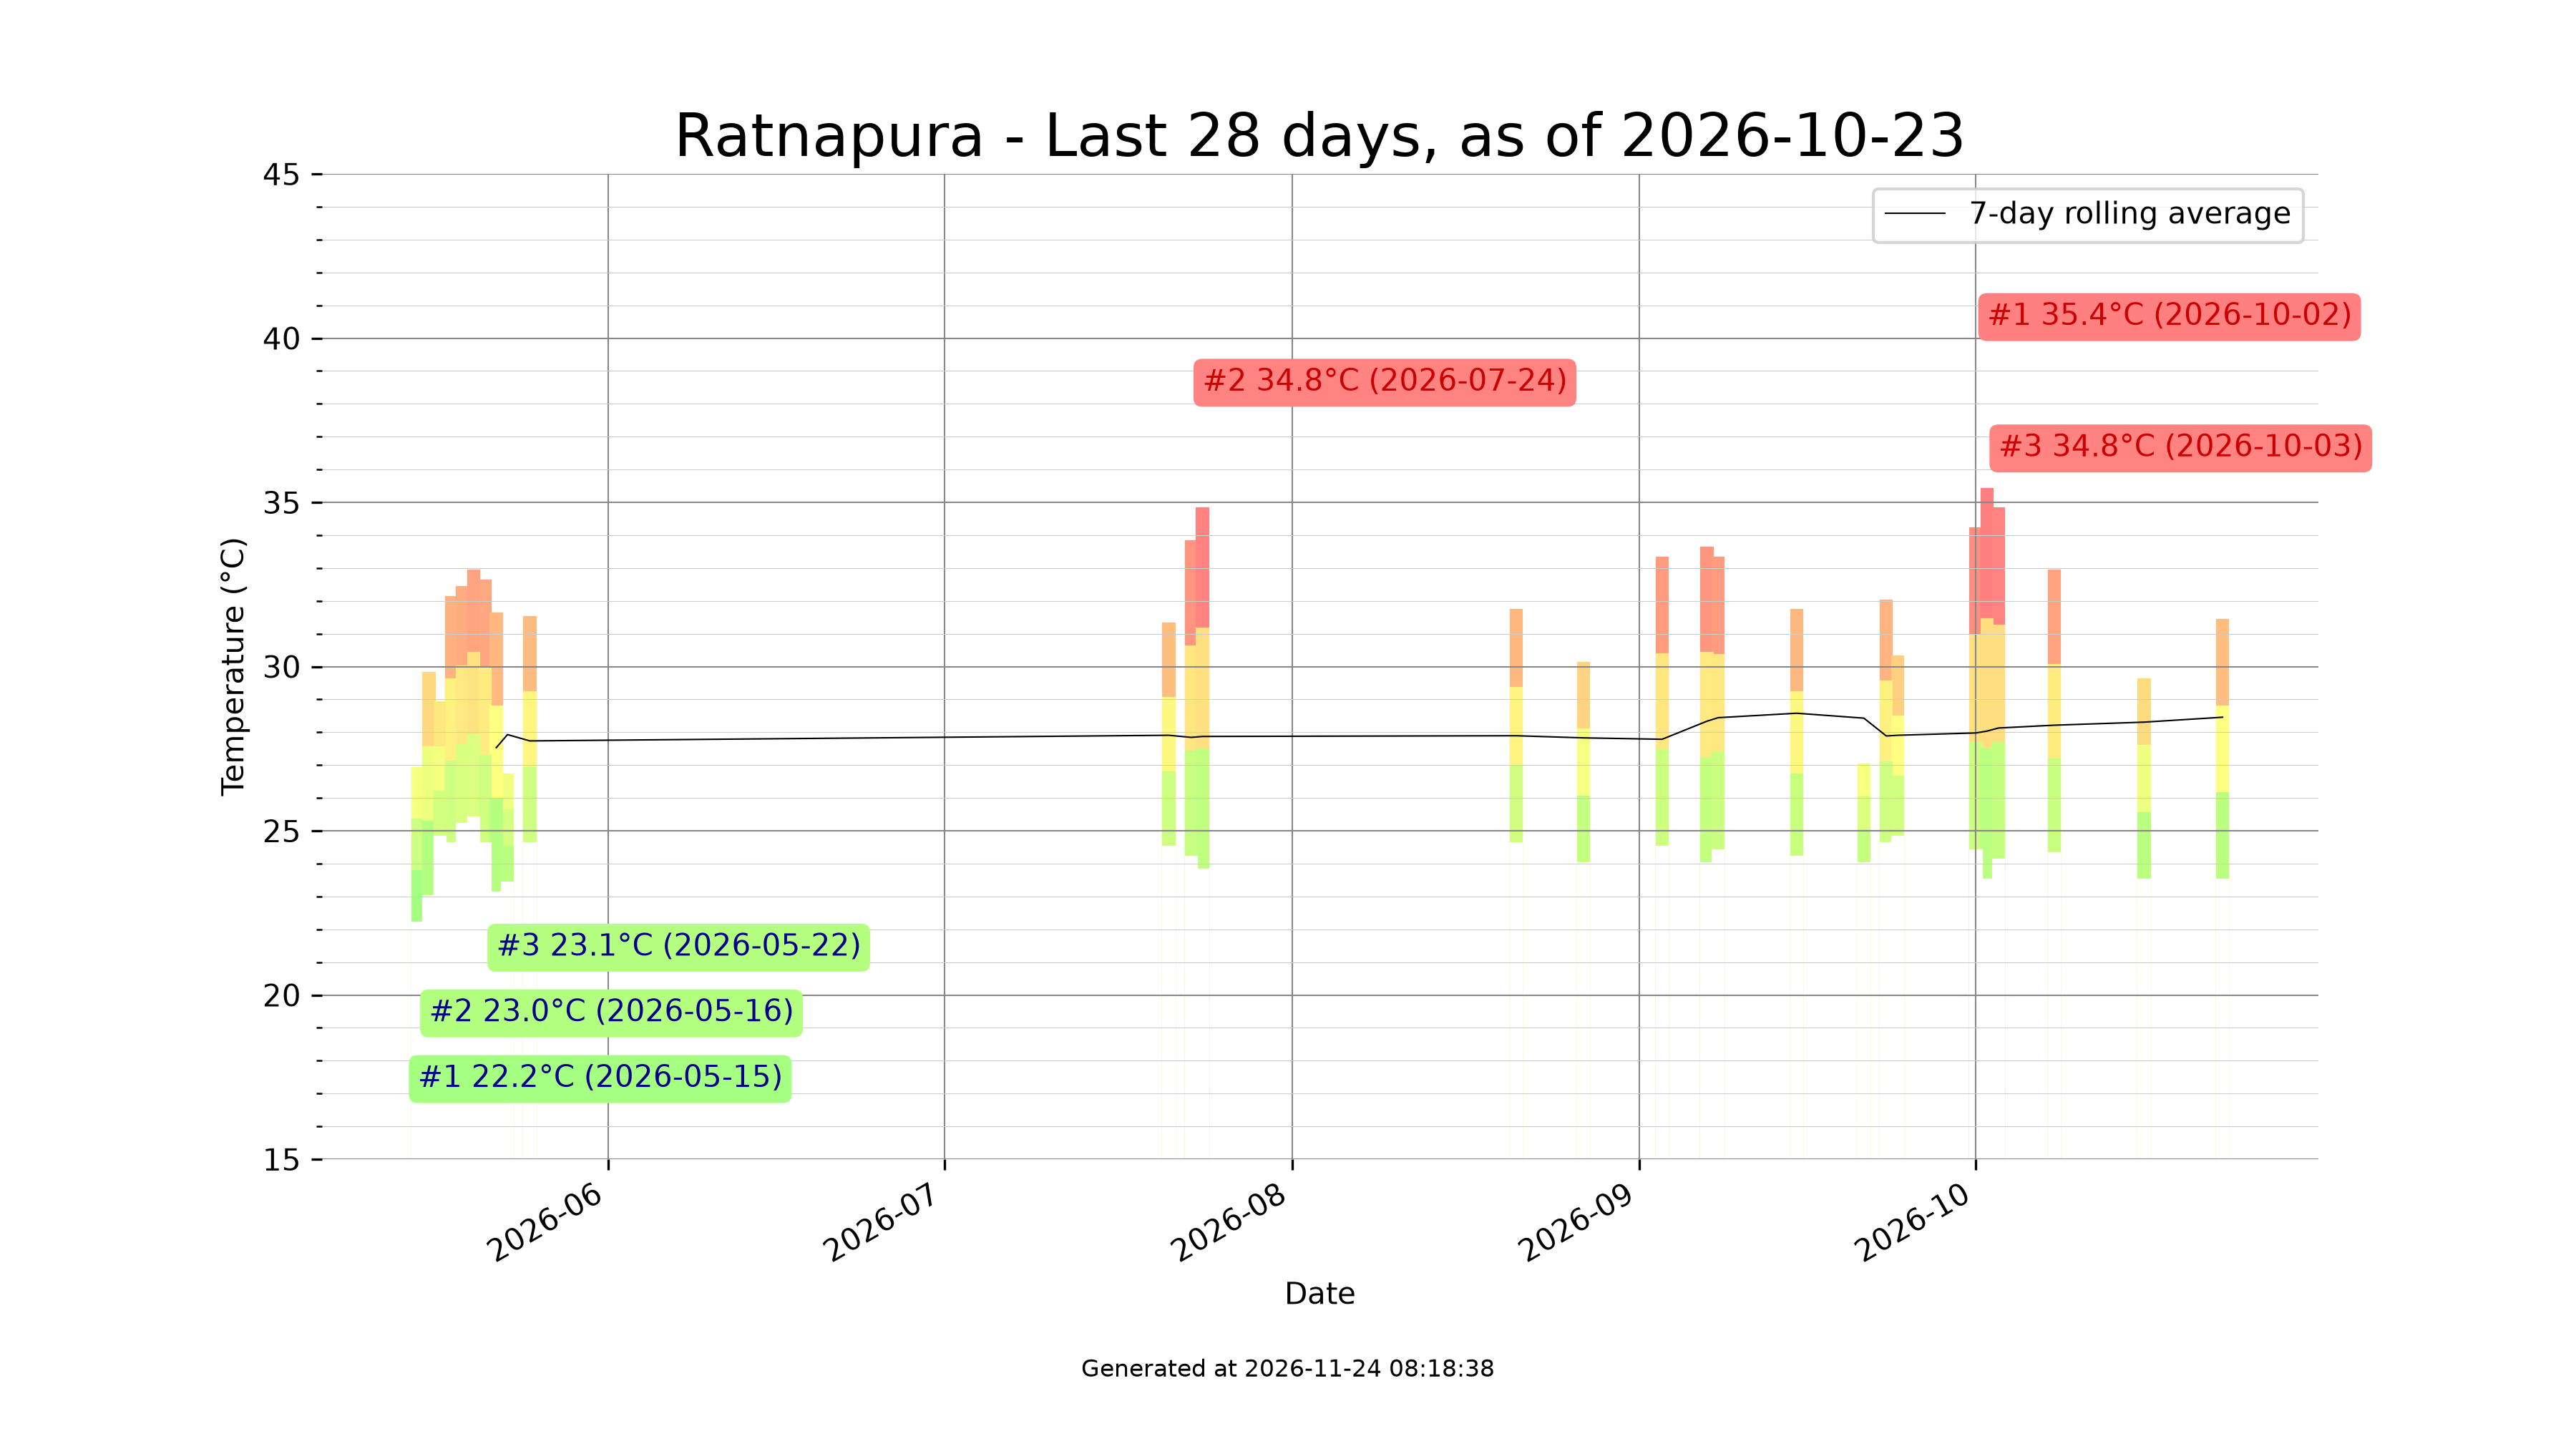 Ratnapura - Last 28 days, as of 2026-10-23
45
40
35
30
25
20
15
Temperature (°C)
7-day rolling average
#1 35.4°C (2026-10-02)
#2 34.8°C (2026-07-24)
#3 34.8°C (2026-10-03)
#3 23.1°C (2026-05-22)
#2 23.0°C (2026-05-16)
#1 22.2°C (2026-05-15)
2026-06
2026-07
2026-08
2026-09
2026-10
Date
Generated at 2026-11-24 08:18:38